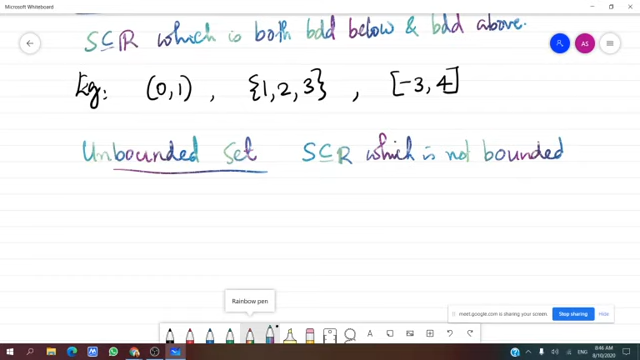 Microsoft Whiteboard
S⊆ℝ which is both bdd below & bdd above.
AS
Eg: (0,1) , {1,2,3} , [-3,4]
Unbounded Set S⊆ℝ which is not bounded
Rainbow pen
meet.google.com is sharing your screen. Stop sharing Hide
ENG 8:46 AM
9/10/2020